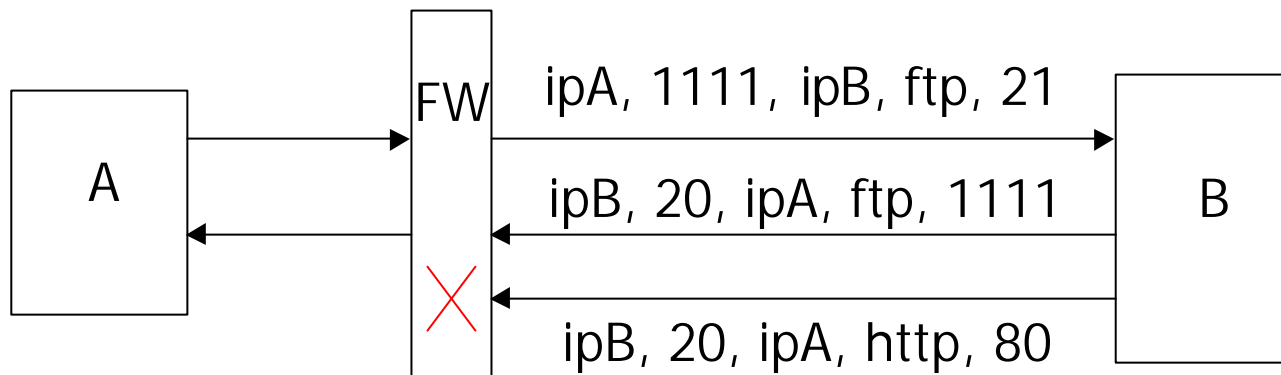 A
FW
ipA, 1111, ipB, ftp, 21
ipB, 20, ipA, ftp, 1111
ipB, 20, ipA, http, 80
B